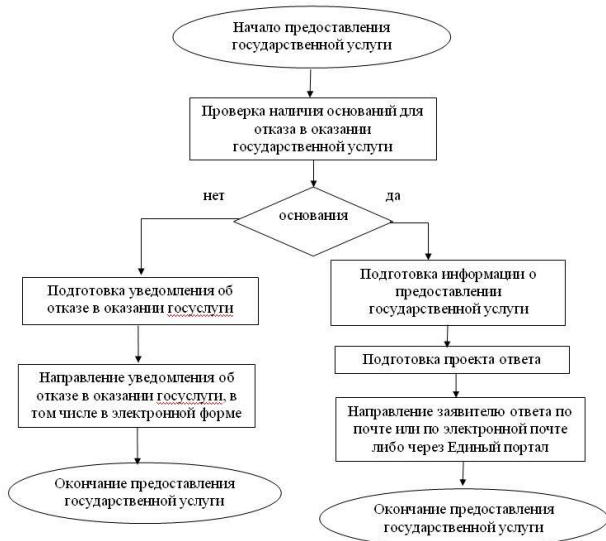 Начало предоставления
государственной услуги
Проверка наличия оснований для
отказа в оказании
государственной услуги
нет
да
основания
Подготовка уведомления об
отказе в оказании госуслуги
Направление уведомления об
отказе в оказании госуслуги, в
том числе в электронной форме
Окончание предоставления
государственной услуги
Подготовка информации о
предоставлении
государственной услуги
Подготовка проекта ответа
Направление заявителю ответа по
почте или по электронной почте
либо через Единый портал
Окончание предоставления
государственной услуги